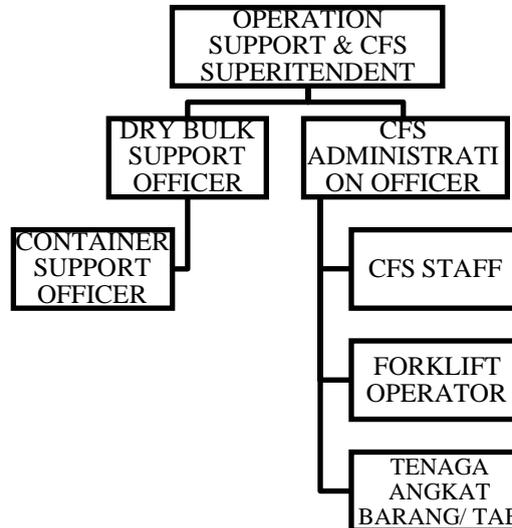 OPERATION
SUPPORT & CFS
SUPERITENDENT
DRY BULK
SUPPORT
OFFICER
CFS
ADMINISTRATI
ON OFFICER
CONTAINER
SUPPORT
OFFICER
CFS STAFF
FORKLIFT
OPERATOR
TENAGA
ANGKAT
BARANG/